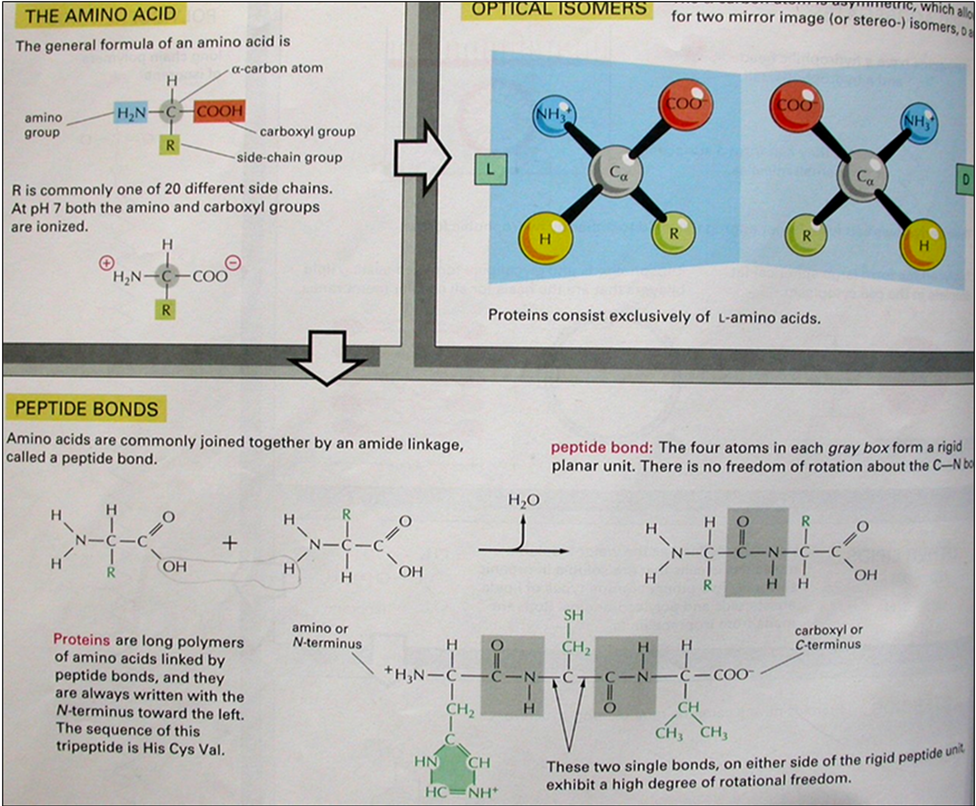 THE AMINO ACID
The general formula of an amino acid is
H
α-carbon atom
amino
group
H₂N
C
COOH
carboxyl group
R
side-chain group
R is commonly one of 20 different side chains.
At pH 7 both the amino and carboxyl groups
are ionized.
H
⊕
H₂N
C
COO
⊖
R
OPTICAL ISOMERS
asymmetric, which
for two mirror image (or stereo-) isomers, D
L
NH₃⁺
COO⁻
Cα
H
R
COO⁻
NH₃
Cα
R
H
D
Proteins consist exclusively of L-amino acids.
PEPTIDE BONDS
Amino acids are commonly joined together by an amide linkage,
called a peptide bond.
peptide bond: The four atoms in each gray box form a rigid
planar unit. There is no freedom of rotation about the C—N
H H O
N—C—C
H R OH
+
H R O
N—C—C
H H OH
H₂O
H H O R O
N—C—C—N—C—C
H R H H OH
Proteins are long polymers
of amino acids linked by
peptide bonds, and they
are always written with the
N-terminus toward the left.
The sequence of this
tripeptide is His Cys Val.
amino or
N-terminus
carboxyl or
C-terminus
SH
H O CH₂ H H
⁺H₃N—C—C—N—C—C—N—C—COO⁻
CH₂ H O CH
CH₃ CH₃
C
HN CH
HC NH⁺
These two single bonds, on either side of the rigid peptide unit,
exhibit a high degree of rotational freedom.